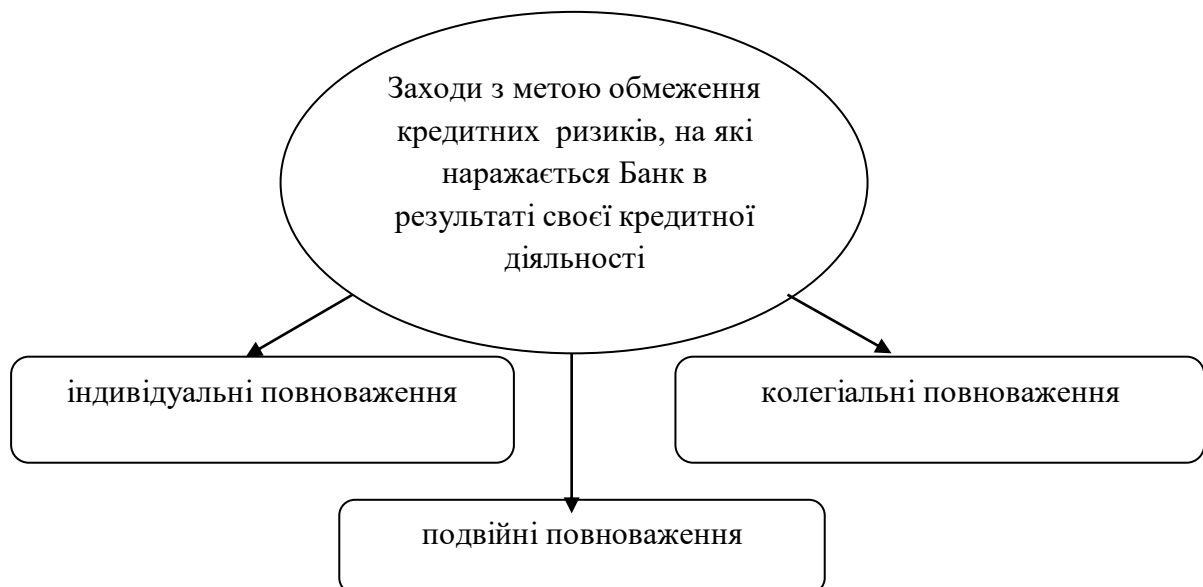 Заходи з метою обмеження
кредитних ризиків, на які
наражається Банк в
результаті своєї кредитної
діяльності
індивідуальні повноваження
колегіальні повноваження
подвійні повноваження